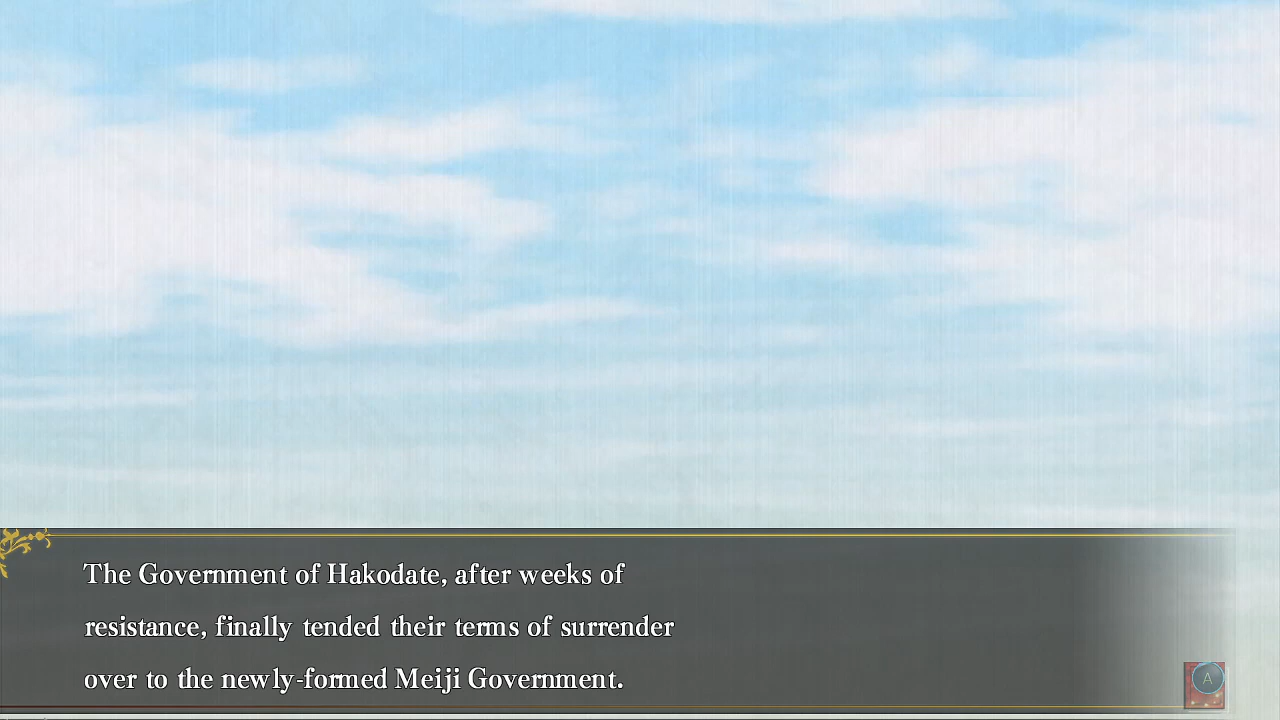 The Government of Hakodate, after weeks of
resistance, finally tended their terms of surrender
over to the newly-formed Meiji Government.
A